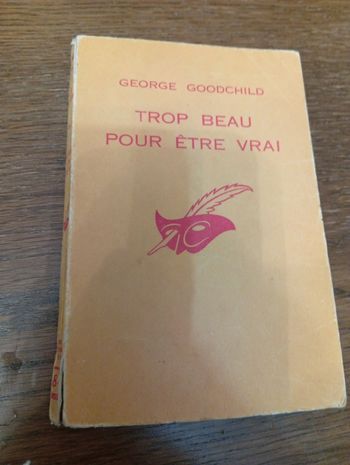 GEORGE GOODCHILD
TROP BEAU
POUR ÊTRE VRAI